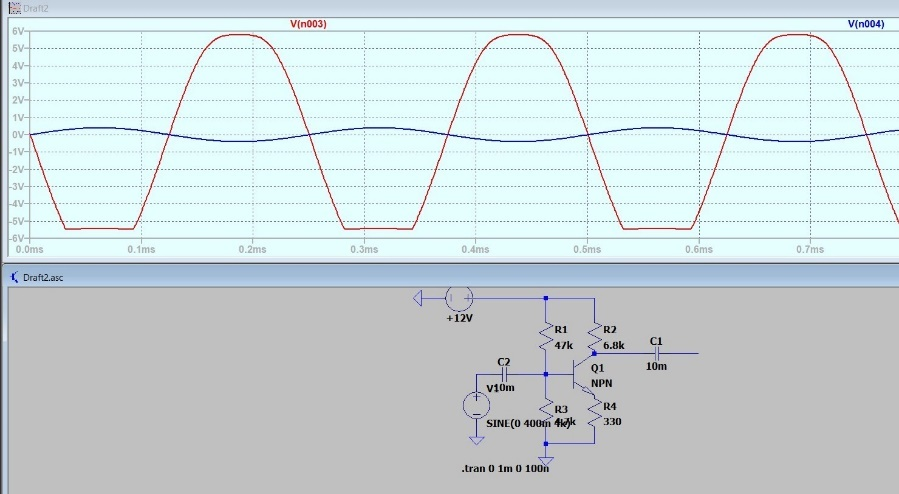 Draft2
V(n003) V(n004)
6V
5V
4V
3V
2V
1V
0V
-1V
-2V
-3V
-4V
-5V
-6V
0.0ms 0.1ms 0.2ms 0.3ms 0.4ms 0.5ms 0.6ms 0.7ms
Draft2.asc
+12V
R1
47k
R2
6.8k
C1
10m
C2
10m
V1
Q1
NPN
R3
4.7k
R4
330
SINE(0 400m 4k)
.tran 0 1m 0 100n